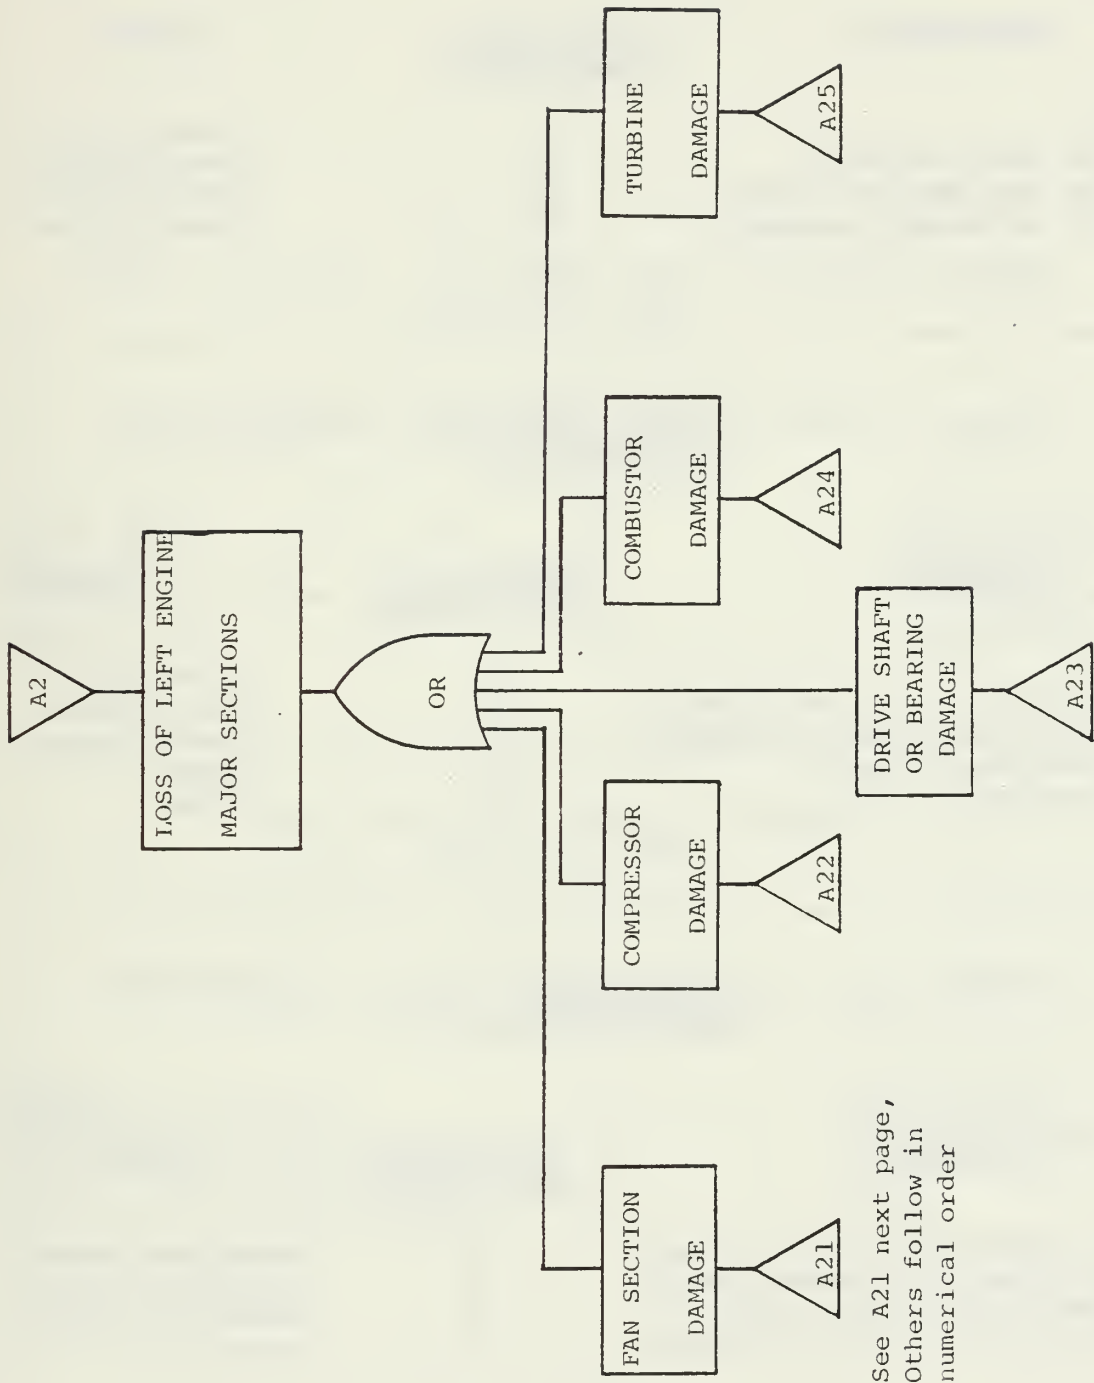 A2
LOSS OF LEFT ENGINE
MAJOR SECTIONS
OR
FAN SECTION
DAMAGE
A21
COMPRESSOR
DAMAGE
A22
DRIVE SHAFT
OR BEARING
DAMAGE
A23
COMBUSTOR
DAMAGE
A24
TURBINE
DAMAGE
A25
See A21 next page,
Others follow in
numerical order